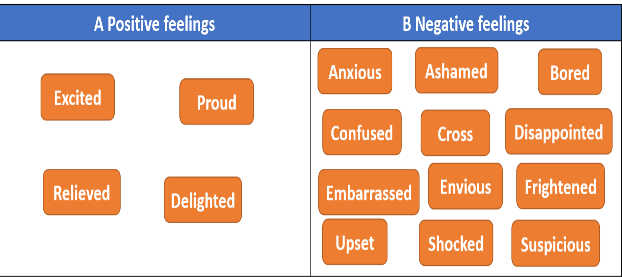 A Positive feelings
B Negative feelings
Excited
Proud
Relieved
Delighted
Anxious
Ashamed
Bored
Confused
Cross
Disappointed
Embarrassed
Envious
Frightened
Upset
Shocked
Suspicious